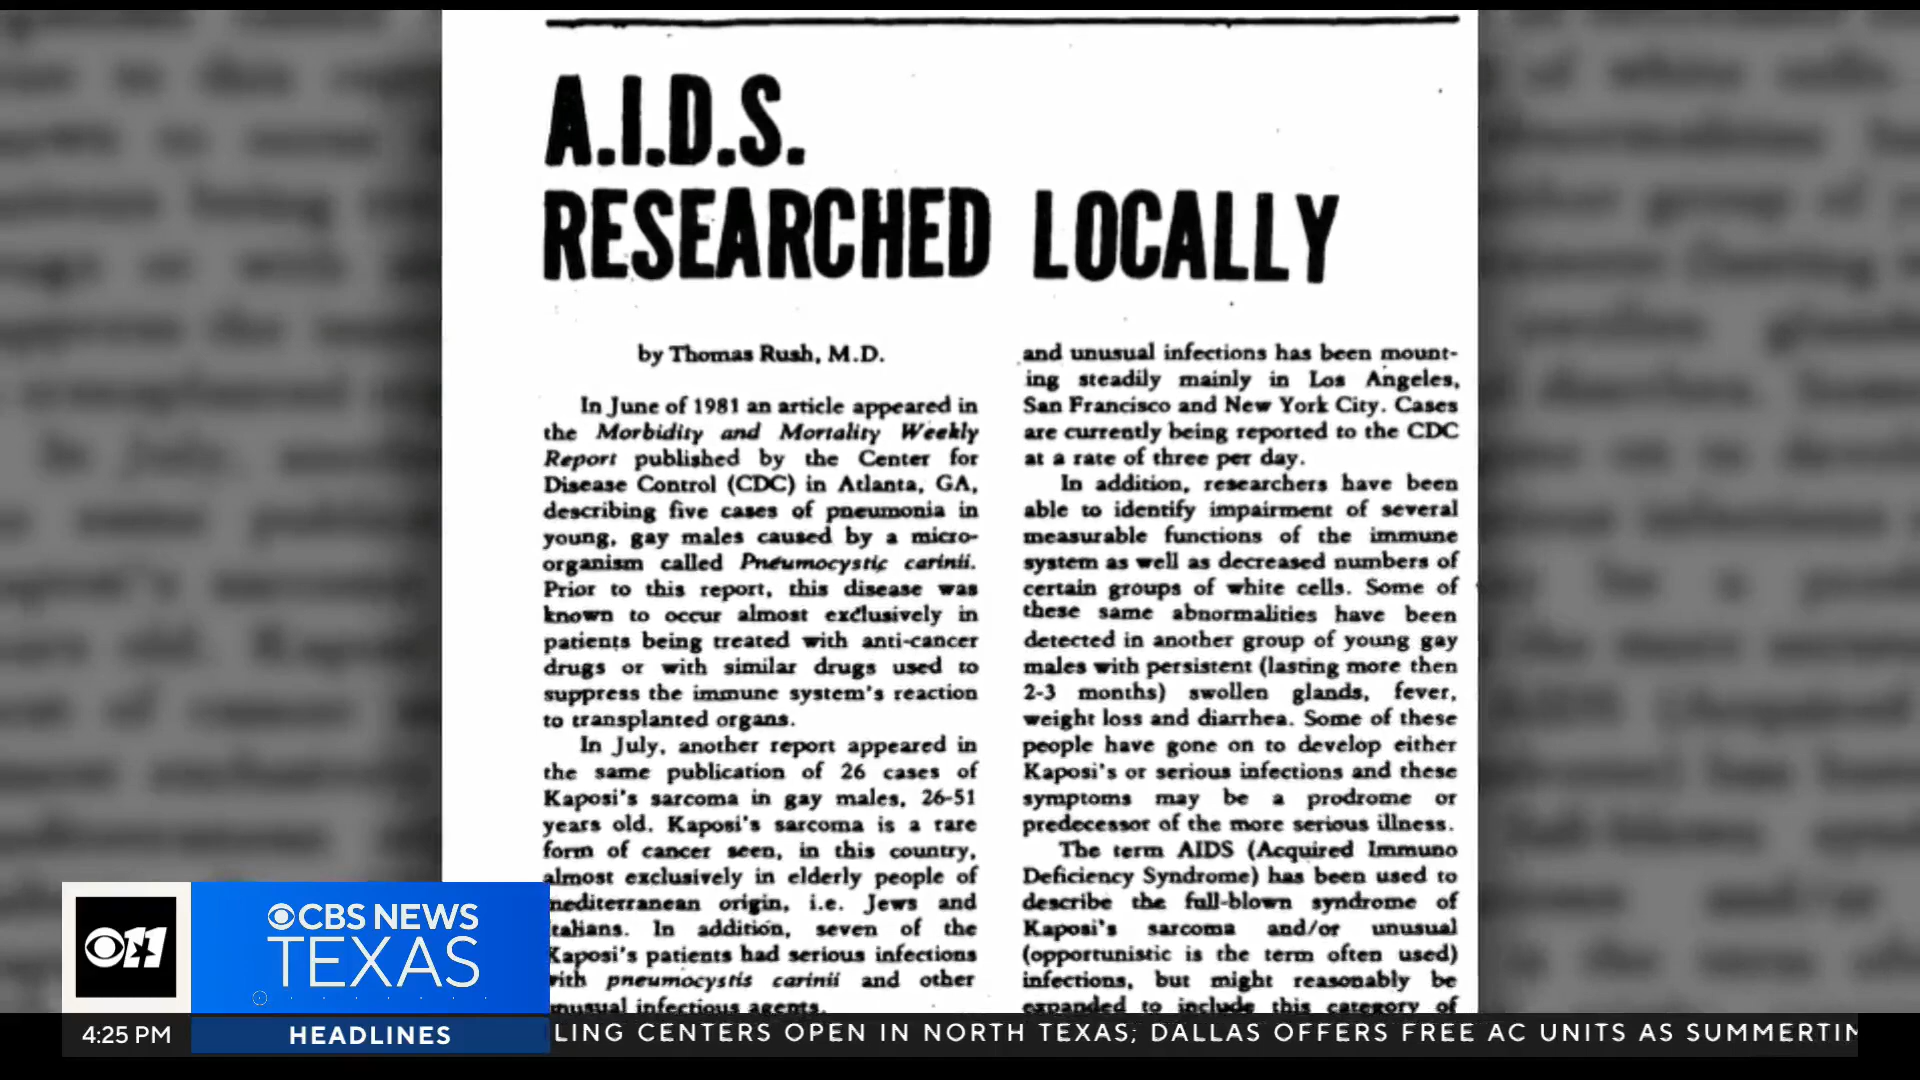 A.I.D.S.
RESEARCHED LOCALLY
by Thomas Rush, M.D.
In June of 1981 an article appeared in
the Morbidity and Mortality Weekly
Report published by the Center for
Disease Control (CDC) in Atlanta, GA,
describing five cases of pneumonia in
young, gay males caused by a micro-
organism called Pneumocystic carinii.
Prior to this report, this disease was
known to occur almost exclusively in
patients being treated with anti-cancer
drugs or with similar drugs used to
suppress the immune system's reaction
to transplanted organs.
In July, another report appeared in
the same publication of 26 cases of
Kaposi's sarcoma in gay males, 26-51
years old. Kaposi's sarcoma is a rare
form of cancer seen, in this country,
almost exclusively in elderly people of
mediterranean origin, i.e. Jews and
Italians. In addition, seven of the
Kaposi's patients had serious infections
with pneumocystis carinii and other
unusual infectious agents.
and unusual infections has been mount-
ing steadily mainly in Los Angeles,
San Francisco and New York City. Cases
are currently being reported to the CDC
at a rate of three per day.
In addition, researchers have been
able to identify impairment of several
measurable functions of the immune
system as well as decreased numbers of
certain groups of white cells. Some of
these same abnormalities have been
detected in another group of young gay
males with persistent (lasting more then
2-3 months) swollen glands, fever,
weight loss and diarrhea. Some of these
people have gone on to develop either
Kaposi's or serious infections and these
symptoms may be a prodrome or
predecessor of the more serious illness.
The term AIDS (Acquired Immuno
Deficiency Syndrome) has been used to
describe the full-blown syndrome of
Kaposi's sarcoma and/or unusual
(opportunistic is the term often used)
infections, but might reasonably be
expanded to include this category of
11
CBS NEWS
TEXAS
4:25 PM
HEADLINES
LING CENTERS OPEN IN NORTH TEXAS; DALLAS OFFERS FREE AC UNITS AS SUMMERTIM